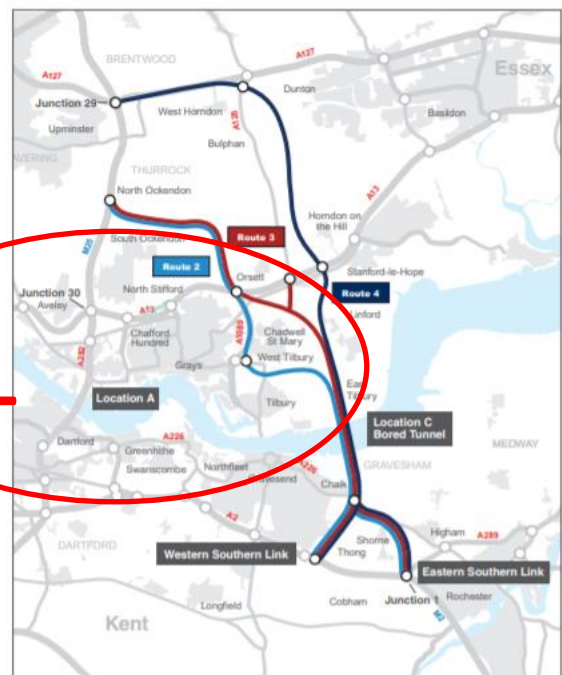 BRENTWOOD
A127
Essex
A127
Junction 29
Dunton
West Horndon
Upminster
A128
Basildon
Bulphan
THURROCK
A13
North Ockendon
Horndon on
the Hill
M25
South Ockendon
Route 3
Route 2
Orsett
Stanford-le-Hope
Junction 30
North Stifford
Route 4
Aveley
A13
Linford
Chafford
Hundred
A1089
Chadwell
St Mary
A282
Grays
West Tilbury
East
Tilbury
Location A
Tilbury
Location C
Bored Tunnel
Dartford
A226
MEDWAY
Greenhithe
GRAVESHAM
Swanscombe
Northfleet
Gravesend
A226
Chalk
A2
Higham
A289
DARTFORD
Shorne
Western Southern Link
Thong
Eastern Southern Link
Longfield
Cobham
Junction 1
Rochester
M2
Kent